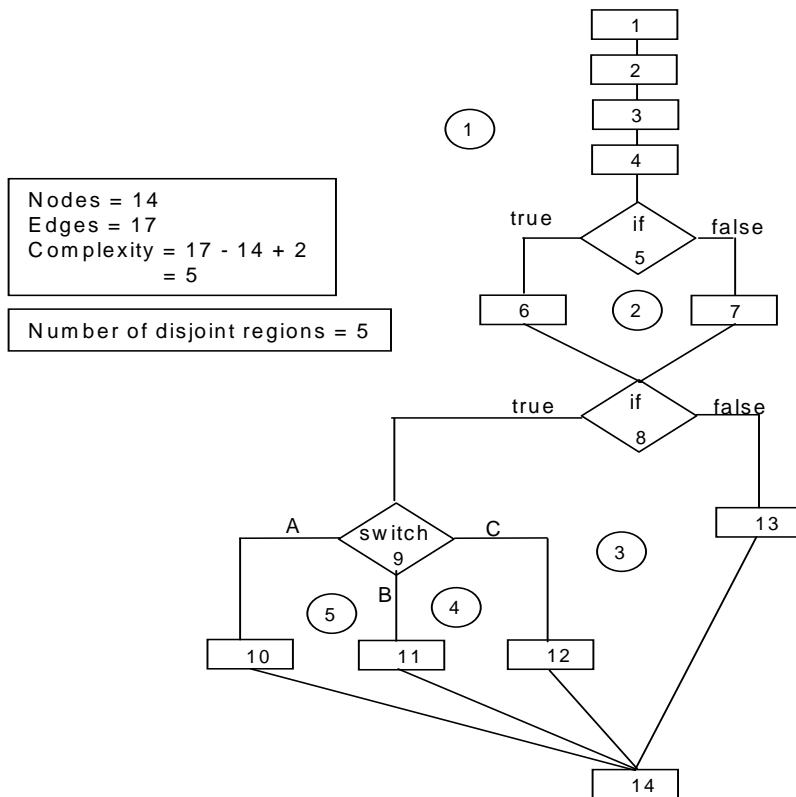 1
2
3
1
4
Nodes = 14
Edges = 17
Complexity = 17 - 14 + 2
= 5
Number of disjoint regions = 5
true
if
false
5
6
2
7
true
if
false
8
A
switch
C
9
13
3
B
5
4
10
11
12
14